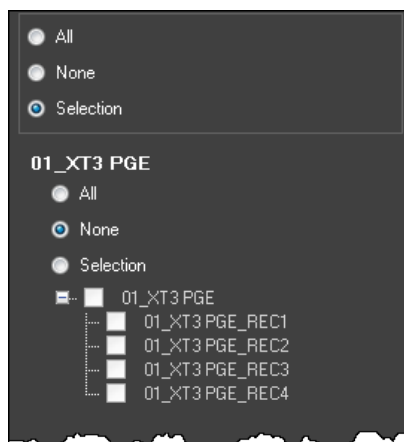 All
None
Selection
01_XT3 PGE
All
None
Selection
01_XT3 PGE
01_XT3 PGE_REC1
01_XT3 PGE_REC2
01_XT3 PGE_REC3
01_XT3 PGE_REC4